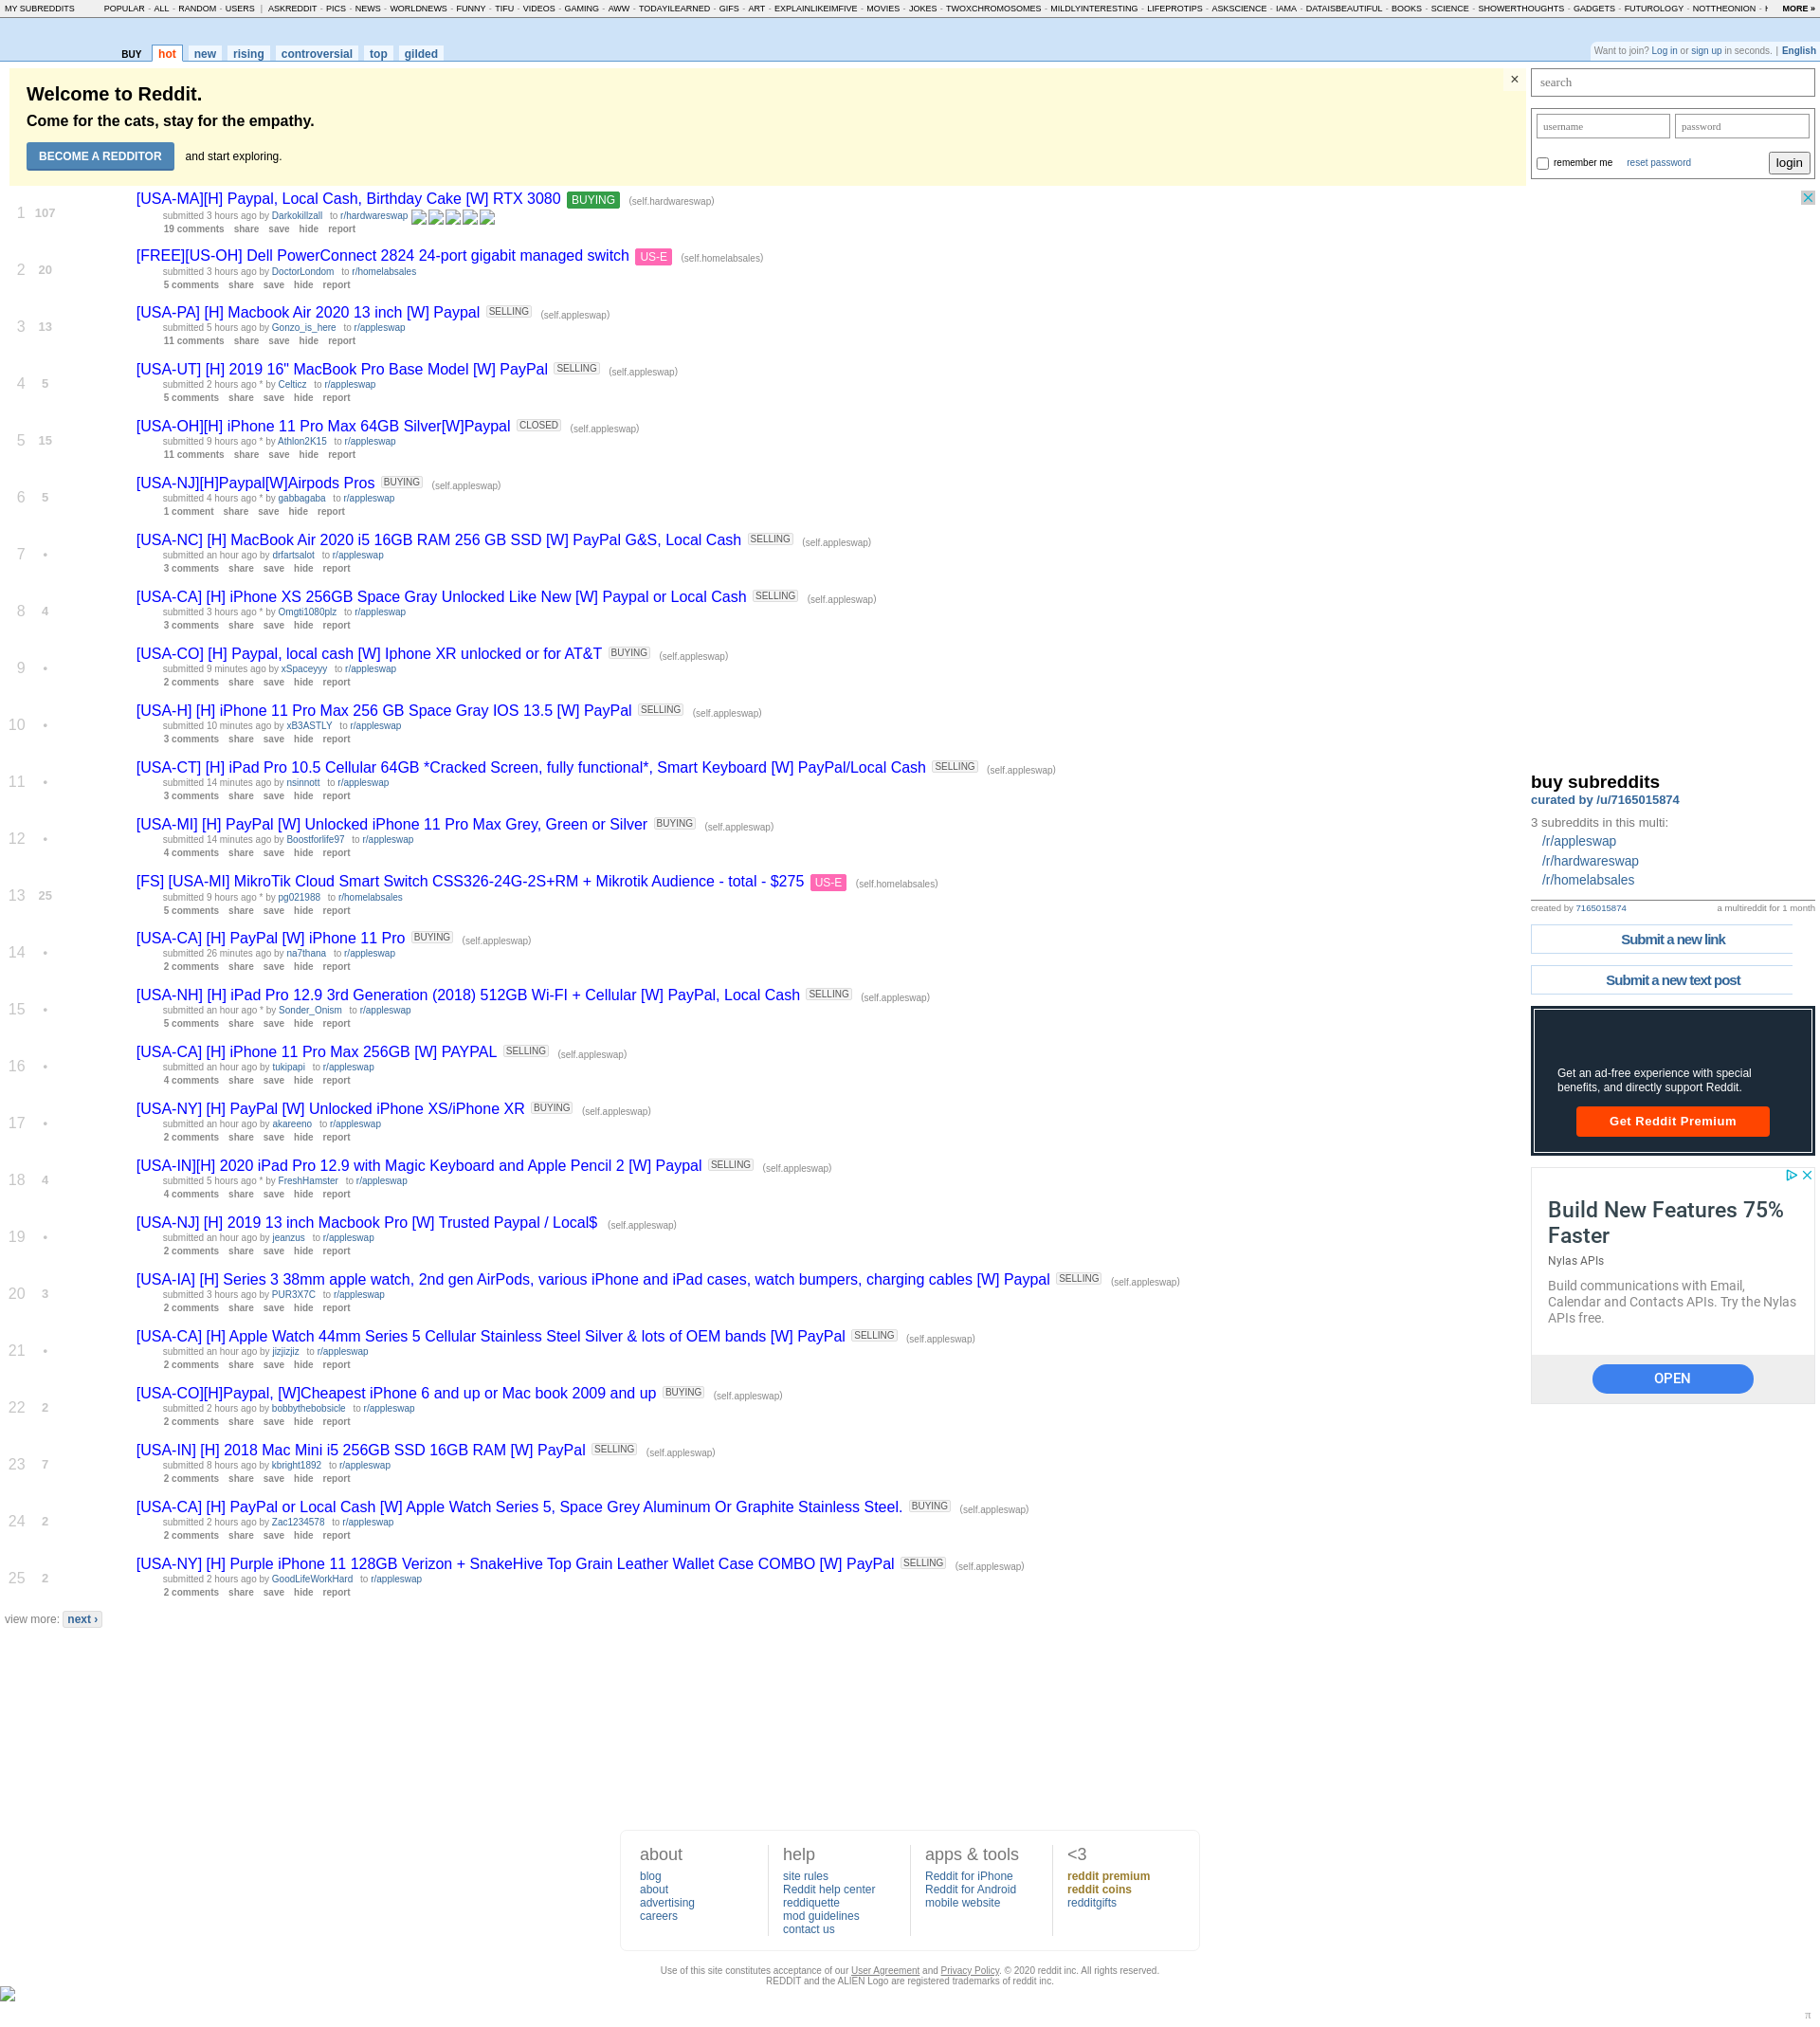 MY SUBREDDITS POPULAR - ALL - RANDOM - USERS | ASKREDDIT - PICS - NEWS - WORLDNEWS - FUNNY - TIFU - VIDEOS - GAMING - AWW - TODAYILEARNED - GIFS - ART - EXPLAINLIKEIMFIVE - MOVIES - JOKES - TWOXCHROMOSOMES - MILDLYINTERESTING - LIFEPROTIPS - ASKSCIENCE - IAMA - DATAISBEAUTIFUL - BOOKS - SCIENCE - SHOWERTHOUGHTS - GADGETS - FUTUROLOGY - NOTTHEONION - MORE »
BUY hot new rising controversial top gilded
Want to join? Log in or sign up in seconds. | English
Welcome to Reddit.
Come for the cats, stay for the empathy.
BECOME A REDDITOR and start exploring.
×
search
username password
remember me reset password login
1 107 [USA-MA][H] Paypal, Local Cash, Birthday Cake [W] RTX 3080 BUYING (self.hardwareswap)
submitted 3 hours ago by Darkokillzall to r/hardwareswap
19 comments share save hide report
2 20 [FREE][US-OH] Dell PowerConnect 2824 24-port gigabit managed switch US-E (self.homelabsales)
submitted 3 hours ago by DoctorLondom to r/homelabsales
5 comments share save hide report
3 13 [USA-PA] [H] Macbook Air 2020 13 inch [W] Paypal SELLING (self.appleswap)
submitted 5 hours ago by Gonzo_is_here to r/appleswap
11 comments share save hide report
4 5 [USA-UT] [H] 2019 16" MacBook Pro Base Model [W] PayPal SELLING (self.appleswap)
submitted 2 hours ago * by Celticz to r/appleswap
5 comments share save hide report
5 15 [USA-OH][H] iPhone 11 Pro Max 64GB Silver[W]Paypal CLOSED (self.appleswap)
submitted 9 hours ago * by Athlon2K15 to r/appleswap
11 comments share save hide report
6 5 [USA-NJ][H]Paypal[W]Airpods Pros BUYING (self.appleswap)
submitted 4 hours ago * by gabbagaba to r/appleswap
1 comment share save hide report
7 • [USA-NC] [H] MacBook Air 2020 i5 16GB RAM 256 GB SSD [W] PayPal G&S, Local Cash SELLING (self.appleswap)
submitted an hour ago by drfartsalot to r/appleswap
3 comments share save hide report
8 4 [USA-CA] [H] iPhone XS 256GB Space Gray Unlocked Like New [W] Paypal or Local Cash SELLING (self.appleswap)
submitted 3 hours ago * by Omgti1080plz to r/appleswap
3 comments share save hide report
9 • [USA-CO] [H] Paypal, local cash [W] Iphone XR unlocked or for AT&T BUYING (self.appleswap)
submitted 9 minutes ago by xSpaceyyy to r/appleswap
2 comments share save hide report
10 • [USA-H] [H] iPhone 11 Pro Max 256 GB Space Gray IOS 13.5 [W] PayPal SELLING (self.appleswap)
submitted 10 minutes ago by xB3ASTLY to r/appleswap
3 comments share save hide report
11 • [USA-CT] [H] iPad Pro 10.5 Cellular 64GB *Cracked Screen, fully functional*, Smart Keyboard [W] PayPal/Local Cash SELLING (self.appleswap)
submitted 14 minutes ago by nsinnott to r/appleswap
3 comments share save hide report
12 • [USA-MI] [H] PayPal [W] Unlocked iPhone 11 Pro Max Grey, Green or Silver BUYING (self.appleswap)
submitted 14 minutes ago by Boostforlife97 to r/appleswap
4 comments share save hide report
13 25 [FS] [USA-MI] MikroTik Cloud Smart Switch CSS326-24G-2S+RM + Mikrotik Audience - total - $275 US-E (self.homelabsales)
submitted 9 hours ago * by pg021988 to r/homelabsales
5 comments share save hide report
14 • [USA-CA] [H] PayPal [W] iPhone 11 Pro BUYING (self.appleswap)
submitted 26 minutes ago by na7thana to r/appleswap
2 comments share save hide report
15 • [USA-NH] [H] iPad Pro 12.9 3rd Generation (2018) 512GB Wi-FI + Cellular [W] PayPal, Local Cash SELLING (self.appleswap)
submitted an hour ago * by Sonder_Onism to r/appleswap
5 comments share save hide report
16 • [USA-CA] [H] iPhone 11 Pro Max 256GB [W] PAYPAL SELLING (self.appleswap)
submitted an hour ago by tukipapi to r/appleswap
4 comments share save hide report
17 • [USA-NY] [H] PayPal [W] Unlocked iPhone XS/iPhone XR BUYING (self.appleswap)
submitted an hour ago by akareeno to r/appleswap
2 comments share save hide report
18 4 [USA-IN][H] 2020 iPad Pro 12.9 with Magic Keyboard and Apple Pencil 2 [W] Paypal SELLING (self.appleswap)
submitted 5 hours ago * by FreshHamster to r/appleswap
4 comments share save hide report
19 • [USA-NJ] [H] 2019 13 inch Macbook Pro [W] Trusted Paypal / Local$ (self.appleswap)
submitted an hour ago by jeanzus to r/appleswap
2 comments share save hide report
20 3 [USA-IA] [H] Series 3 38mm apple watch, 2nd gen AirPods, various iPhone and iPad cases, watch bumpers, charging cables [W] Paypal SELLING (self.appleswap)
submitted 3 hours ago by PUR3X7C to r/appleswap
2 comments share save hide report
21 • [USA-CA] [H] Apple Watch 44mm Series 5 Cellular Stainless Steel Silver & lots of OEM bands [W] PayPal SELLING (self.appleswap)
submitted an hour ago by jizjizjiz to r/appleswap
2 comments share save hide report
22 2 [USA-CO][H]Paypal, [W]Cheapest iPhone 6 and up or Mac book 2009 and up BUYING (self.appleswap)
submitted 2 hours ago by bobbythebobsicle to r/appleswap
2 comments share save hide report
23 7 [USA-IN] [H] 2018 Mac Mini i5 256GB SSD 16GB RAM [W] PayPal SELLING (self.appleswap)
submitted 8 hours ago by kbright1892 to r/appleswap
2 comments share save hide report
24 2 [USA-CA] [H] PayPal or Local Cash [W] Apple Watch Series 5, Space Grey Aluminum Or Graphite Stainless Steel. BUYING (self.appleswap)
submitted 2 hours ago by Zac1234578 to r/appleswap
2 comments share save hide report
25 2 [USA-NY] [H] Purple iPhone 11 128GB Verizon + SnakeHive Top Grain Leather Wallet Case COMBO [W] PayPal SELLING (self.appleswap)
submitted 2 hours ago by GoodLifeWorkHard to r/appleswap
2 comments share save hide report
view more: next ›
buy subreddits
curated by /u/7165015874
3 subreddits in this multi:
/r/appleswap
/r/hardwareswap
/r/homelabsales
created by 7165015874 a multireddit for 1 month
Submit a new link
Submit a new text post
Get an ad-free experience with special
benefits, and directly support Reddit.
Get Reddit Premium
Build New Features 75%
Faster
Nylas APIs
Build communications with Email,
Calendar and Contacts APIs. Try the Nylas
APIs free.
OPEN
about
blog
about
advertising
careers
help
site rules
Reddit help center
reddiquette
mod guidelines
contact us
apps & tools
Reddit for iPhone
Reddit for Android
mobile website
<3
reddit premium
reddit coins
redditgifts
Use of this site constitutes acceptance of our User Agreement and Privacy Policy. © 2020 reddit inc. All rights reserved.
REDDIT and the ALIEN Logo are registered trademarks of reddit inc.
π